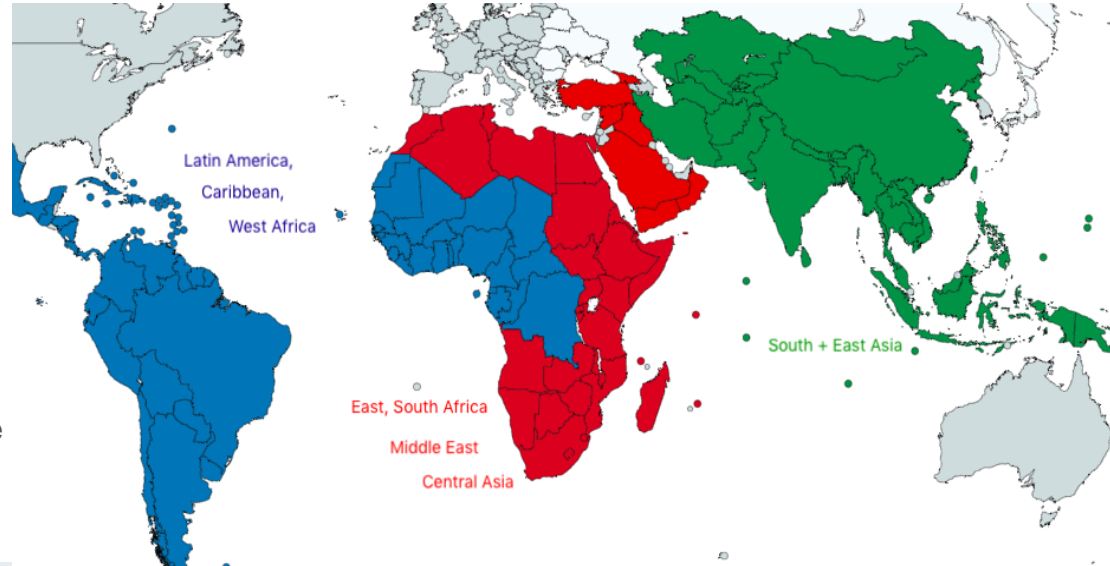 Latin America,
Caribbean,
West Africa
East, South Africa
Middle East
Central Asia
South + East Asia